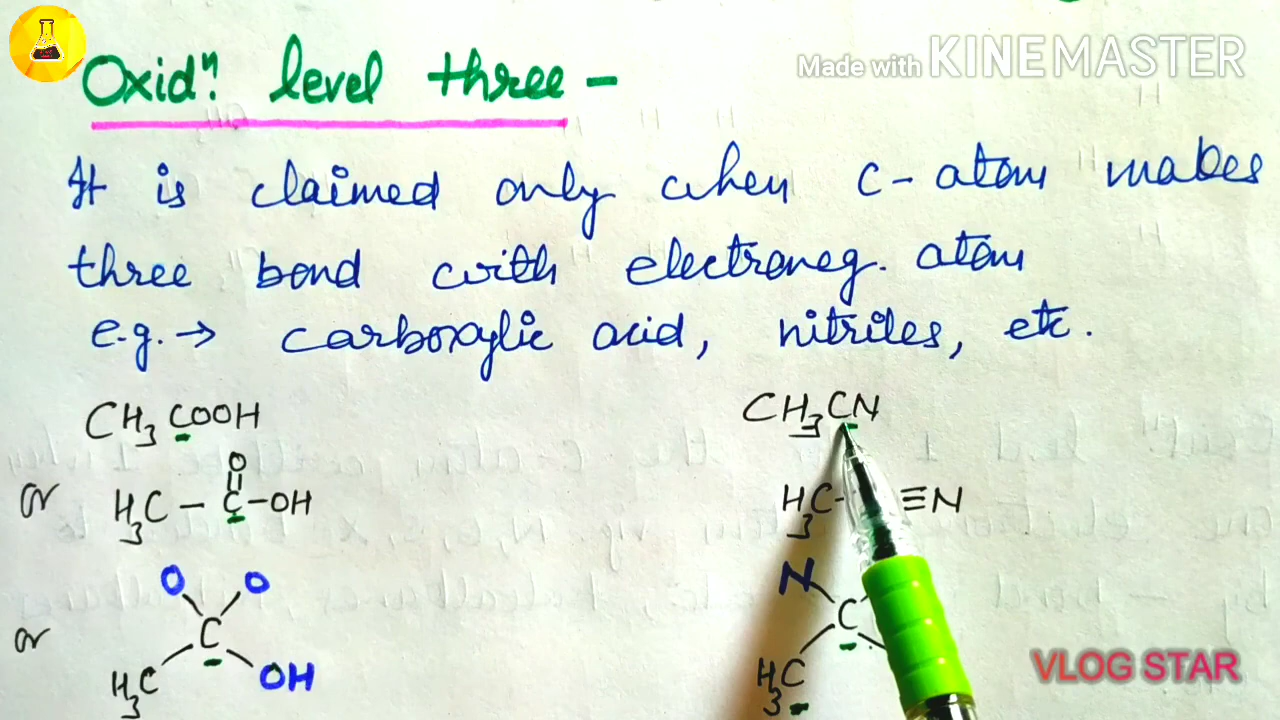 Made with KINEMASTER
Oxidⁿ level three -
It is claimed only when C-atom makes
three bond with electroneg. atom
e.g. → carboxylic acid, nitriles, etc.
CH₃COOH
CH₃CN
or H₃C - C - OH
O
H₃C - ≡N
O O
or C
H₃C OH
N
C
H₃C
VLOG STAR